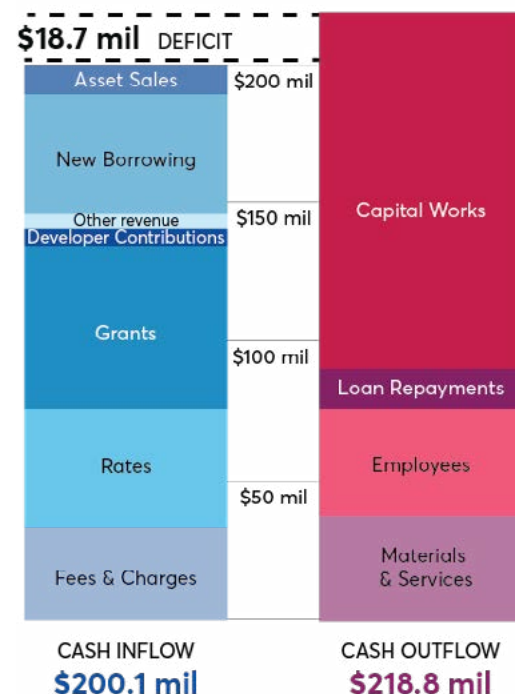 $18.7 mil DEFICIT
Asset Sales
$200 mil
New Borrowing
Other revenue
$150 mil
Developer Contributions
Capital Works
Grants
$100 mil
Loan Repayments
Rates
Employees
$50 mil
Fees & Charges
Materials
& Services
CASH INFLOW
$200.1 mil
CASH OUTFLOW
$218.8 mil